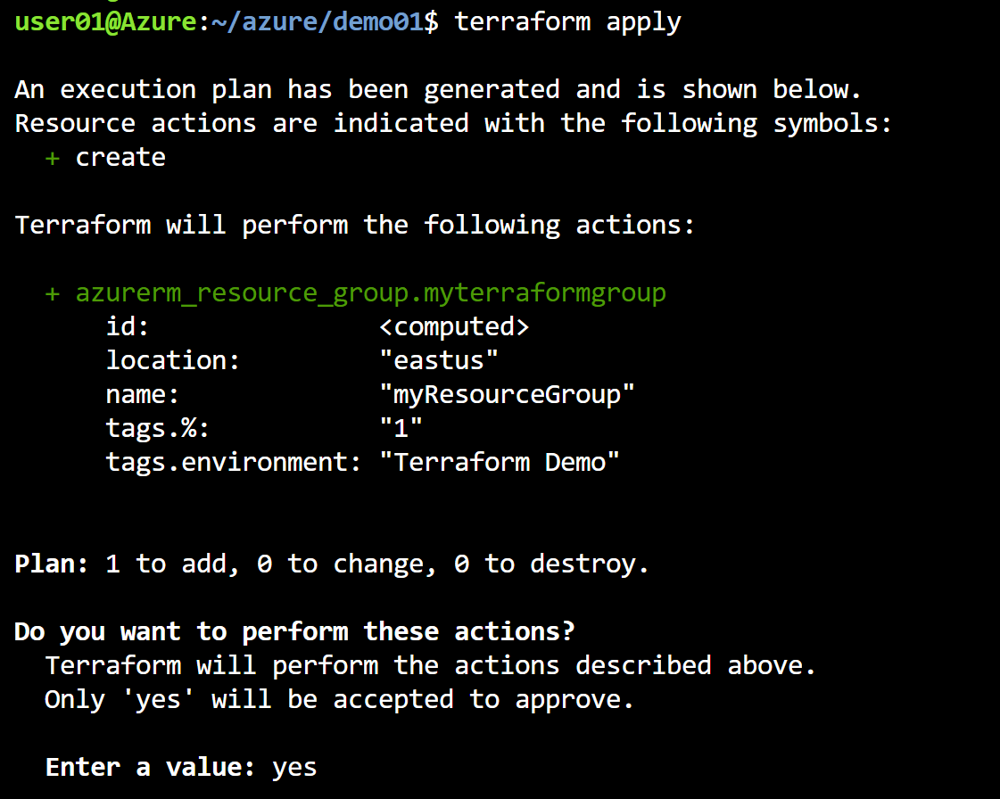 user01@Azure:~/azure/demo01$ terraform apply
An execution plan has been generated and is shown below.
Resource actions are indicated with the following symbols:
+ create
Terraform will perform the following actions:
+ azurerm_resource_group.myterraformgroup
id: <computed>
location: "eastus"
name: "myResourceGroup"
tags.%: "1"
tags.environment: "Terraform Demo"
Plan: 1 to add, 0 to change, 0 to destroy.
Do you want to perform these actions?
Terraform will perform the actions described above.
Only 'yes' will be accepted to approve.
Enter a value: yes